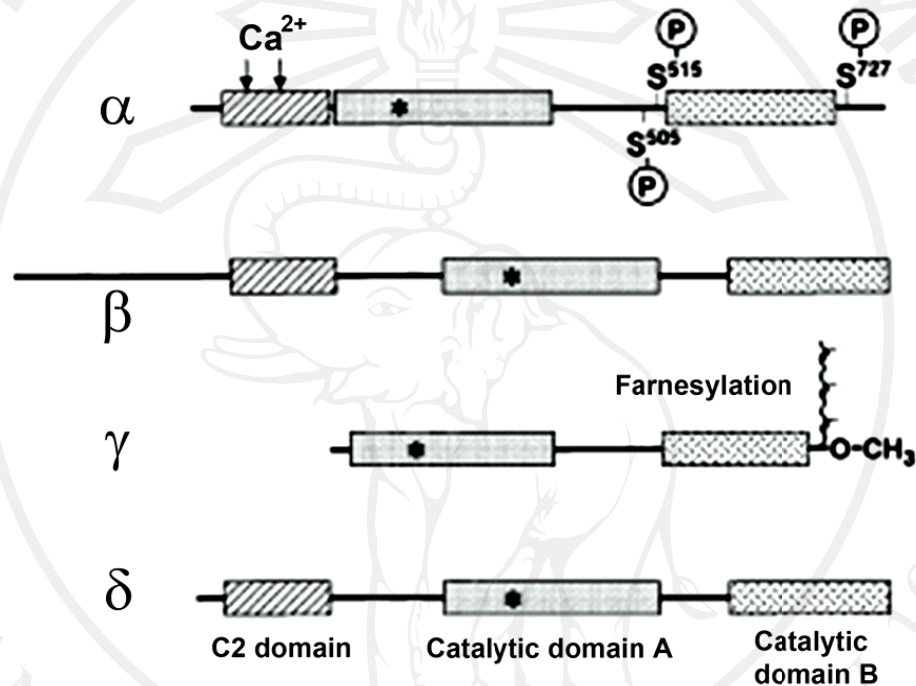 Ca²⁺
P
P
S⁵¹⁵
S⁷²⁷
α
S⁵⁰⁵
P
β
Farnesylation
γ
O-CH₃
δ
C2 domain
Catalytic domain A
Catalytic
domain B